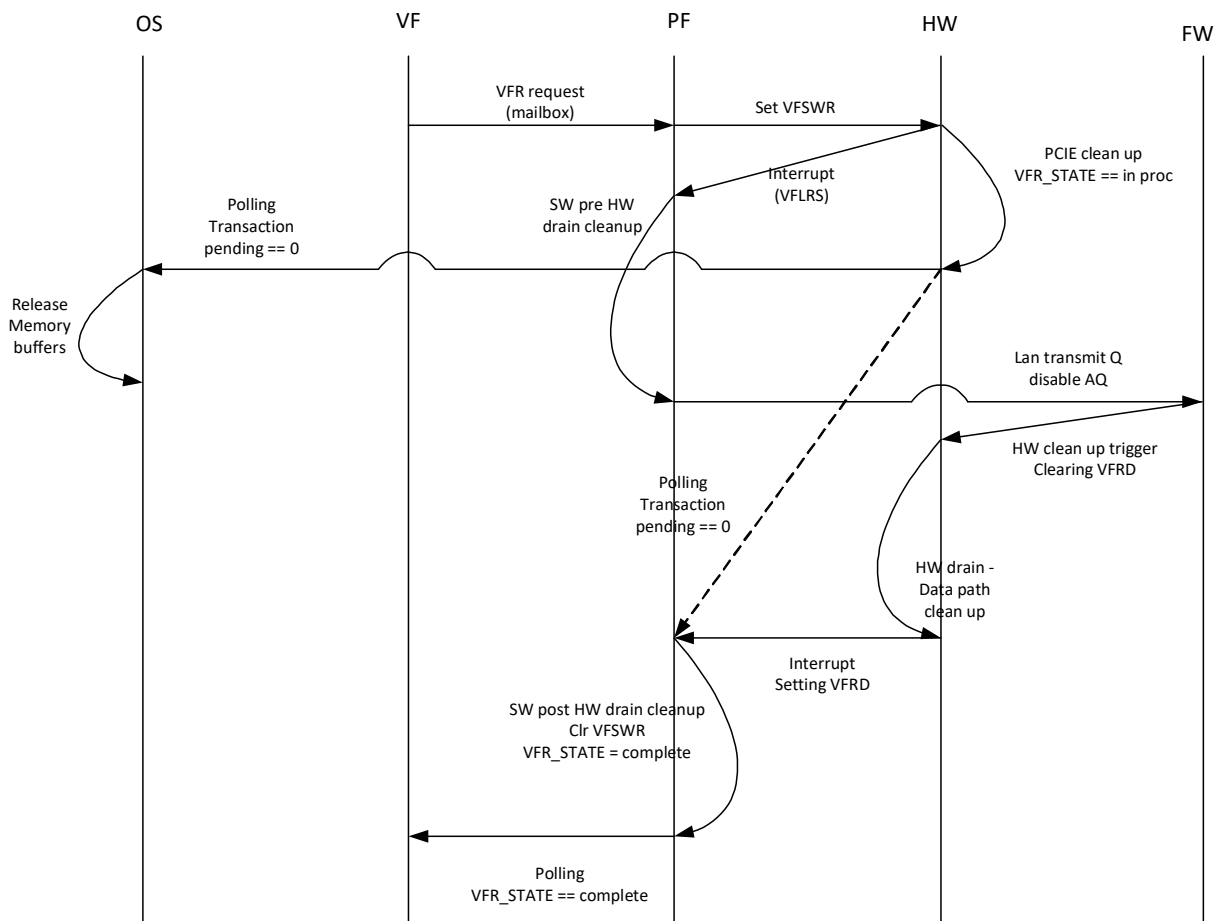 OS
VF
PF
HW
FW
VFR request
(mailbox)
Set VFSWR
PCIE clean up
VFR_STATE == in proc
Interrupt
(VFLRS)
SW pre HW
drain cleanup
Polling
Transaction
pending == 0
Release
Memory
buffers
Lan transmit Q
disable AQ
HW clean up trigger
Clearing VFRD
Polling
Transaction
pending == 0
HW drain -
Data path
clean up
Interrupt
Setting VFRD
SW post HW drain cleanup
Clr VFSWR
VFR_STATE = complete
Polling
VFR_STATE == complete